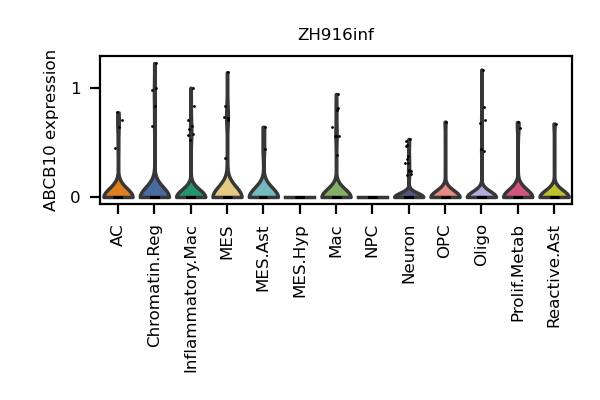 ZH916inf
ABCB10 expression
1
0
AC
Chromatin.Reg
Inflammatory.Mac
MES
MES.Ast
MES.Hyp
Mac
NPC
Neuron
OPC
Oligo
Prolif.Metab
Reactive.Ast